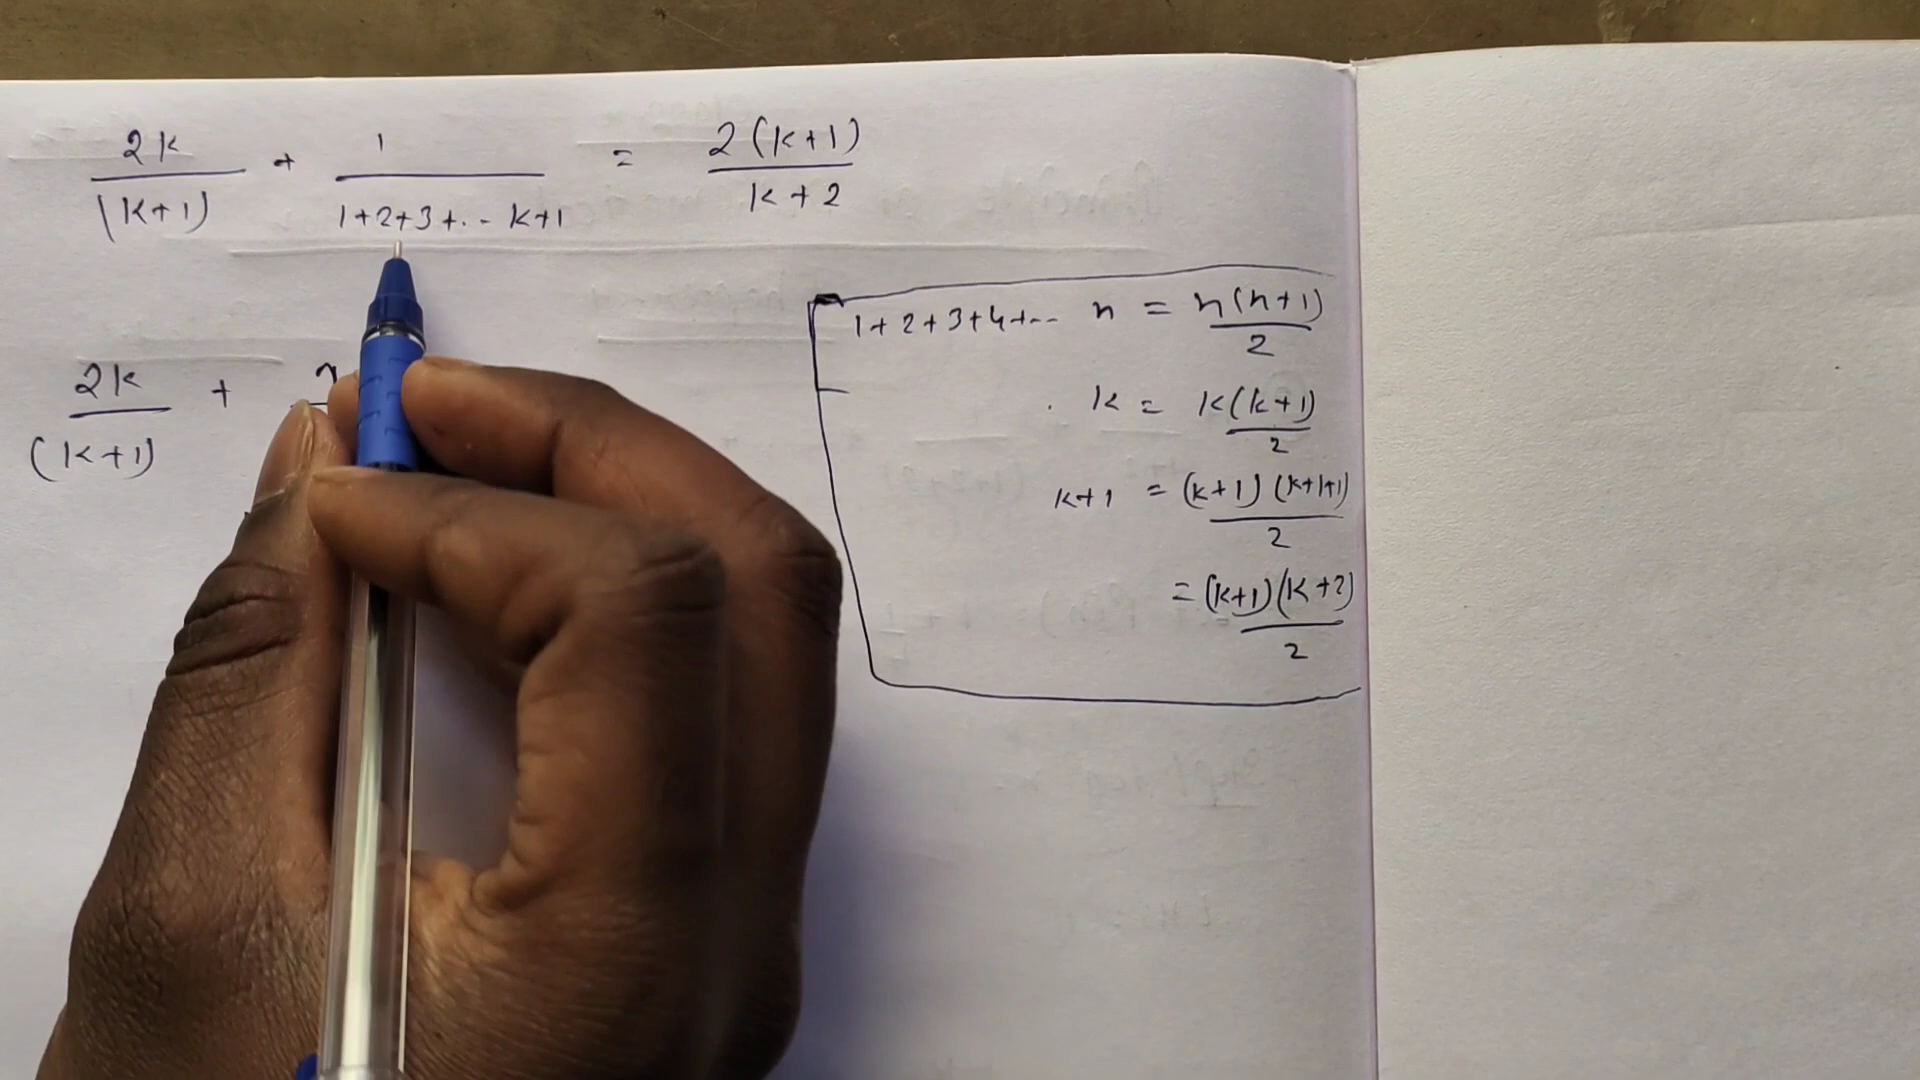 2k/(k+1) + 1/(1+2+3+.. k+1) = 2(k+1)/(k+2)
2k/(k+1) +
1+2+3+4+.. n = n(n+1)/2
k = k(k+1)/2
k+1 = (k+1)(k+1+1)/2
= (k+1)(k+2)/2